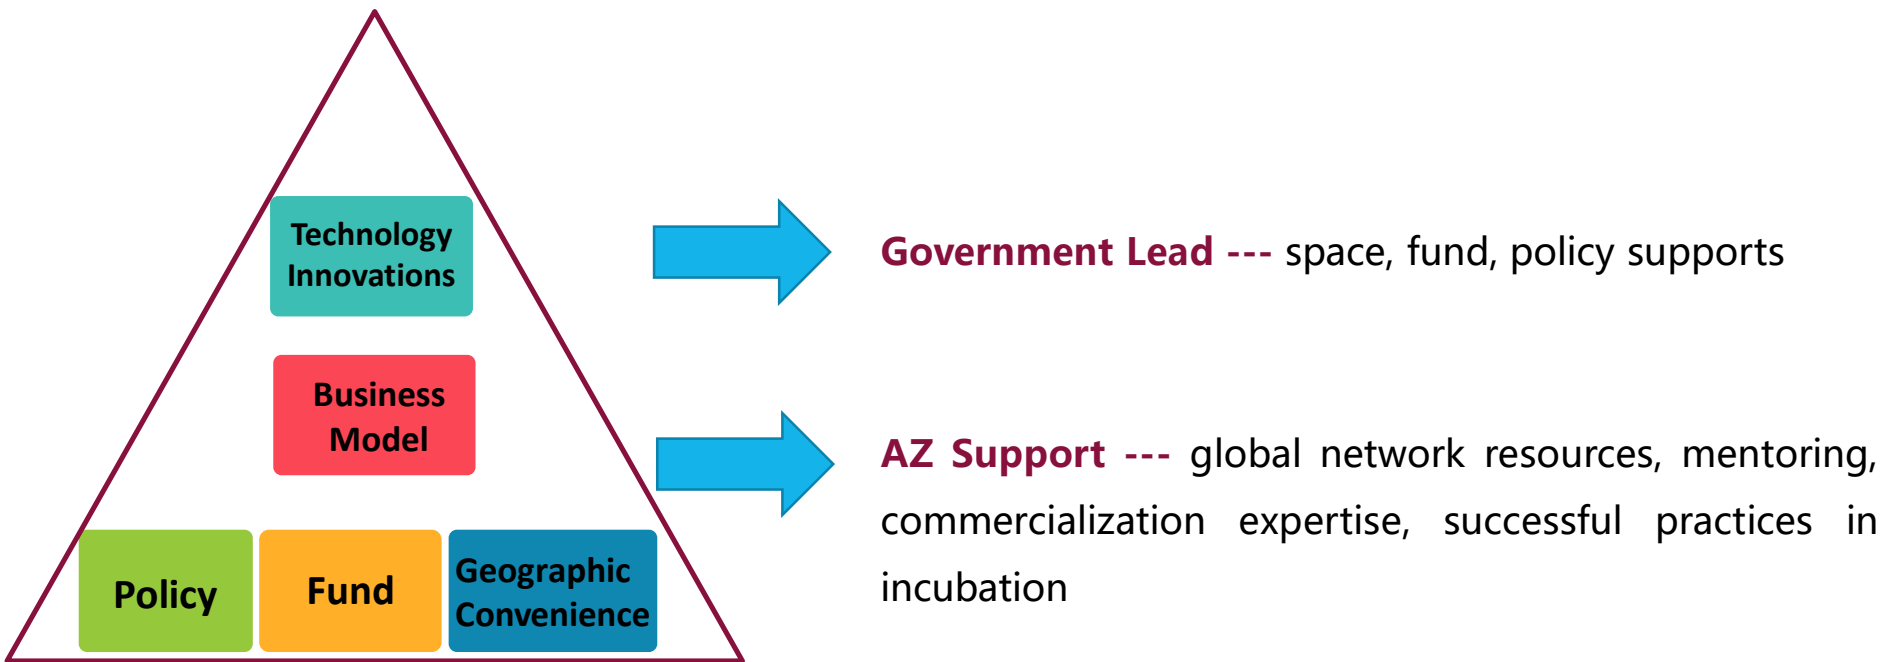 Technology
Innovations
Government Lead --- space, fund, policy supports
Business
Model
AZ Support --- global network resources, mentoring,
commercialization expertise, successful practices in
incubation
Policy
Fund
Geographic
Convenience